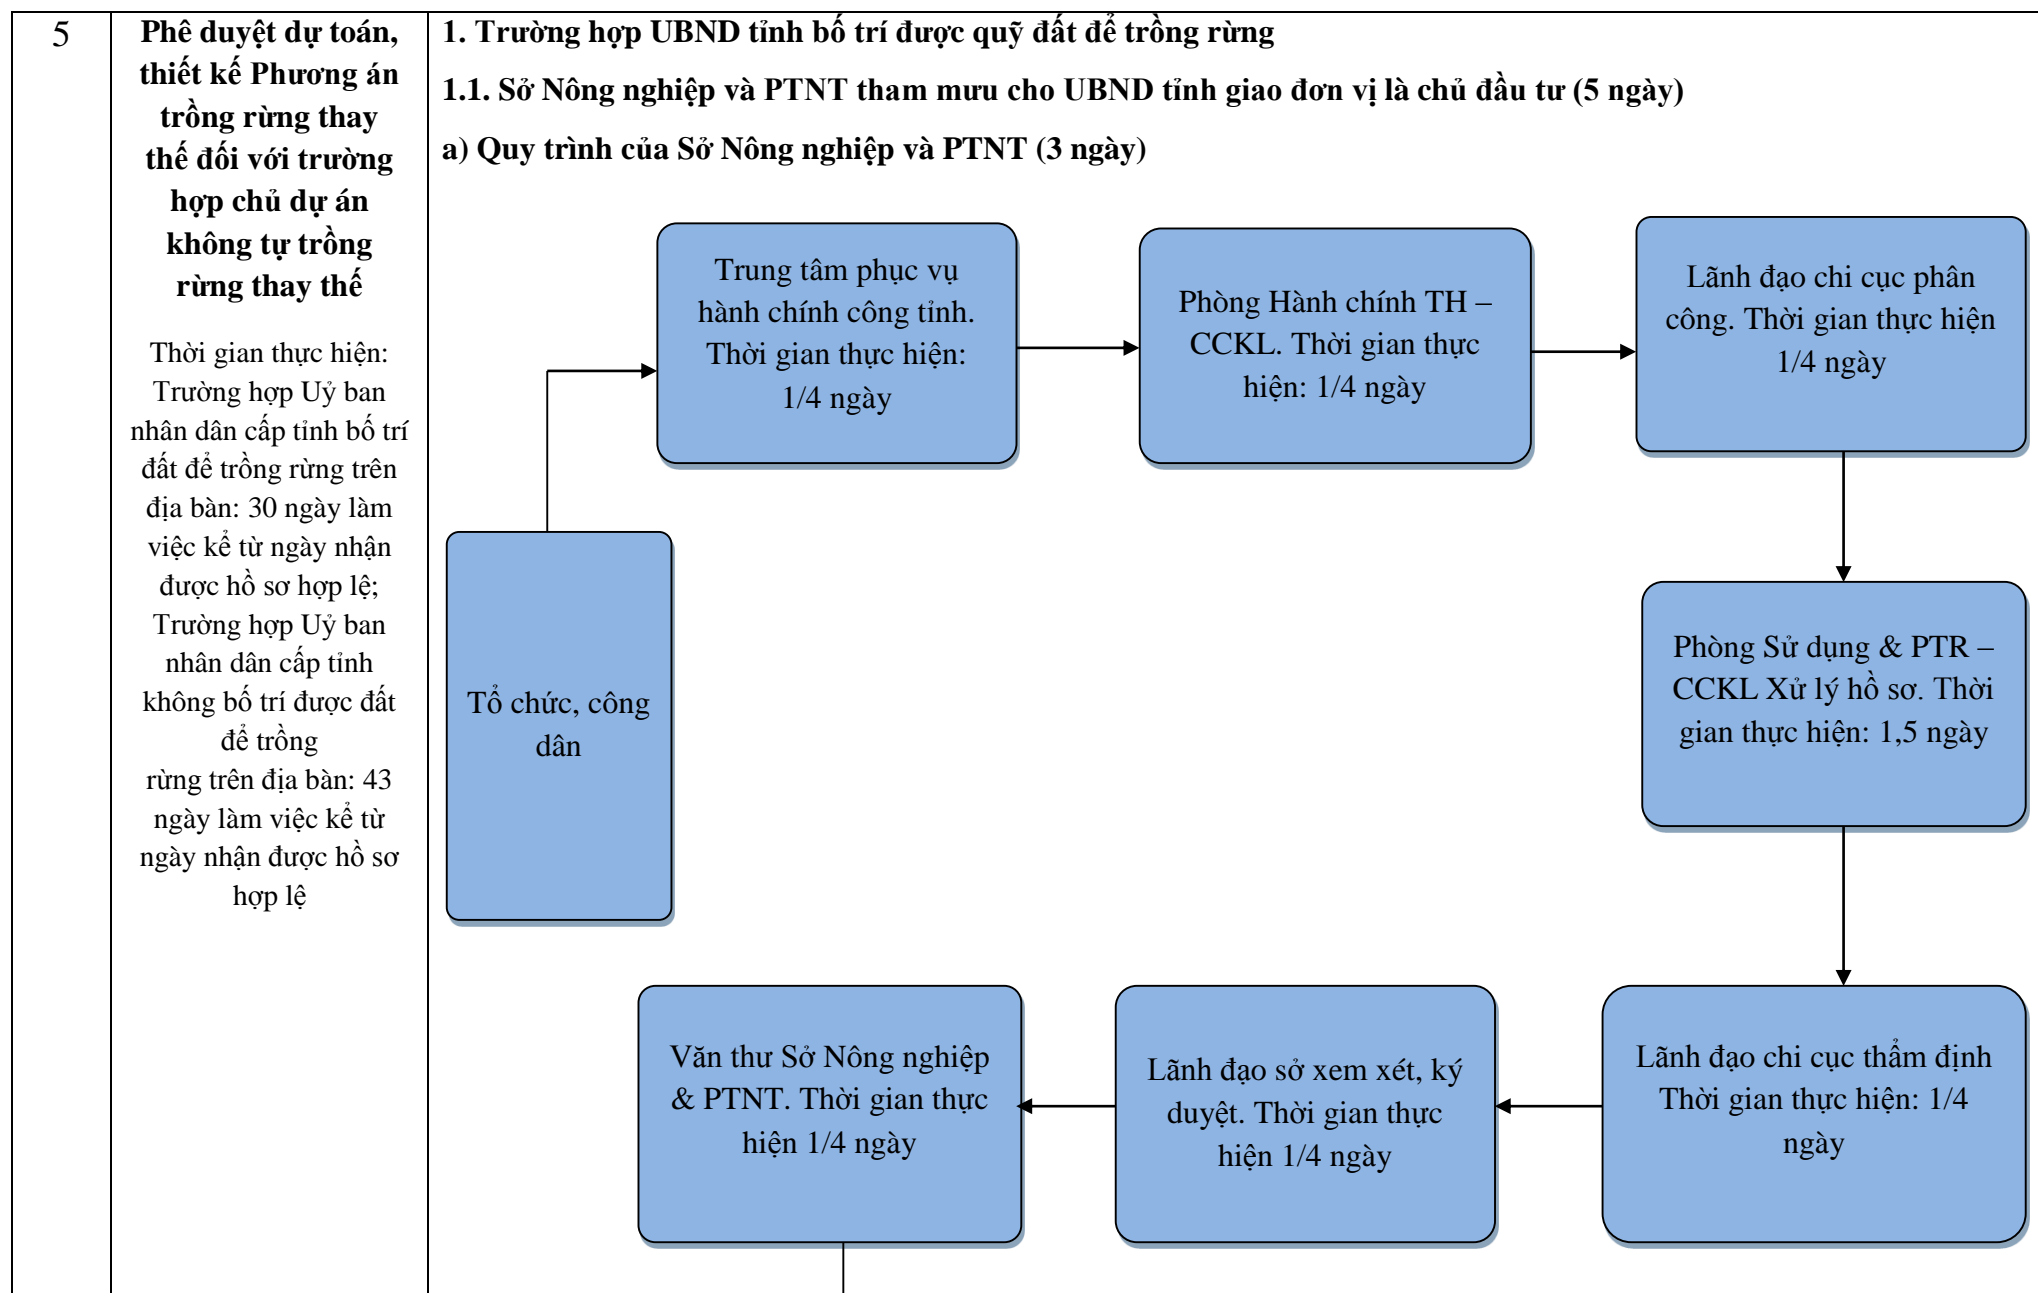 5
Phê duyệt dự toán,
thiết kế Phương án
trồng rừng thay
thế đối với trường
hợp chủ dự án
không tự trồng
rừng thay thế
Thời gian thực hiện:
Trường hợp Uỷ ban
nhân dân cấp tỉnh bố trí
đất để trồng rừng trên
địa bàn: 30 ngày làm
việc kể từ ngày nhận
được hồ sơ hợp lệ;
Trường hợp Uỷ ban
nhân dân cấp tỉnh
không bố trí được đất
để trồng
rừng trên địa bàn: 43
ngày làm việc kể từ
ngày nhận được hồ sơ
hợp lệ
1. Trường hợp UBND tỉnh bố trí được quỹ đất để trồng rừng
1.1. Sở Nông nghiệp và PTNT tham mưu cho UBND tỉnh giao đơn vị là chủ đầu tư (5 ngày)
a) Quy trình của Sở Nông nghiệp và PTNT (3 ngày)
Tổ chức, công
dân
Trung tâm phục vụ
hành chính công tỉnh.
Thời gian thực hiện:
1/4 ngày
Phòng Hành chính TH –
CCKL. Thời gian thực
hiện: 1/4 ngày
Lãnh đạo chi cục phân
công. Thời gian thực hiện
1/4 ngày
Phòng Sử dụng & PTR –
CCKL Xử lý hồ sơ. Thời
gian thực hiện: 1,5 ngày
Lãnh đạo chi cục thẩm định
Thời gian thực hiện: 1/4
ngày
Lãnh đạo sở xem xét, ký
duyệt. Thời gian thực
hiện 1/4 ngày
Văn thư Sở Nông nghiệp
& PTNT. Thời gian thực
hiện 1/4 ngày